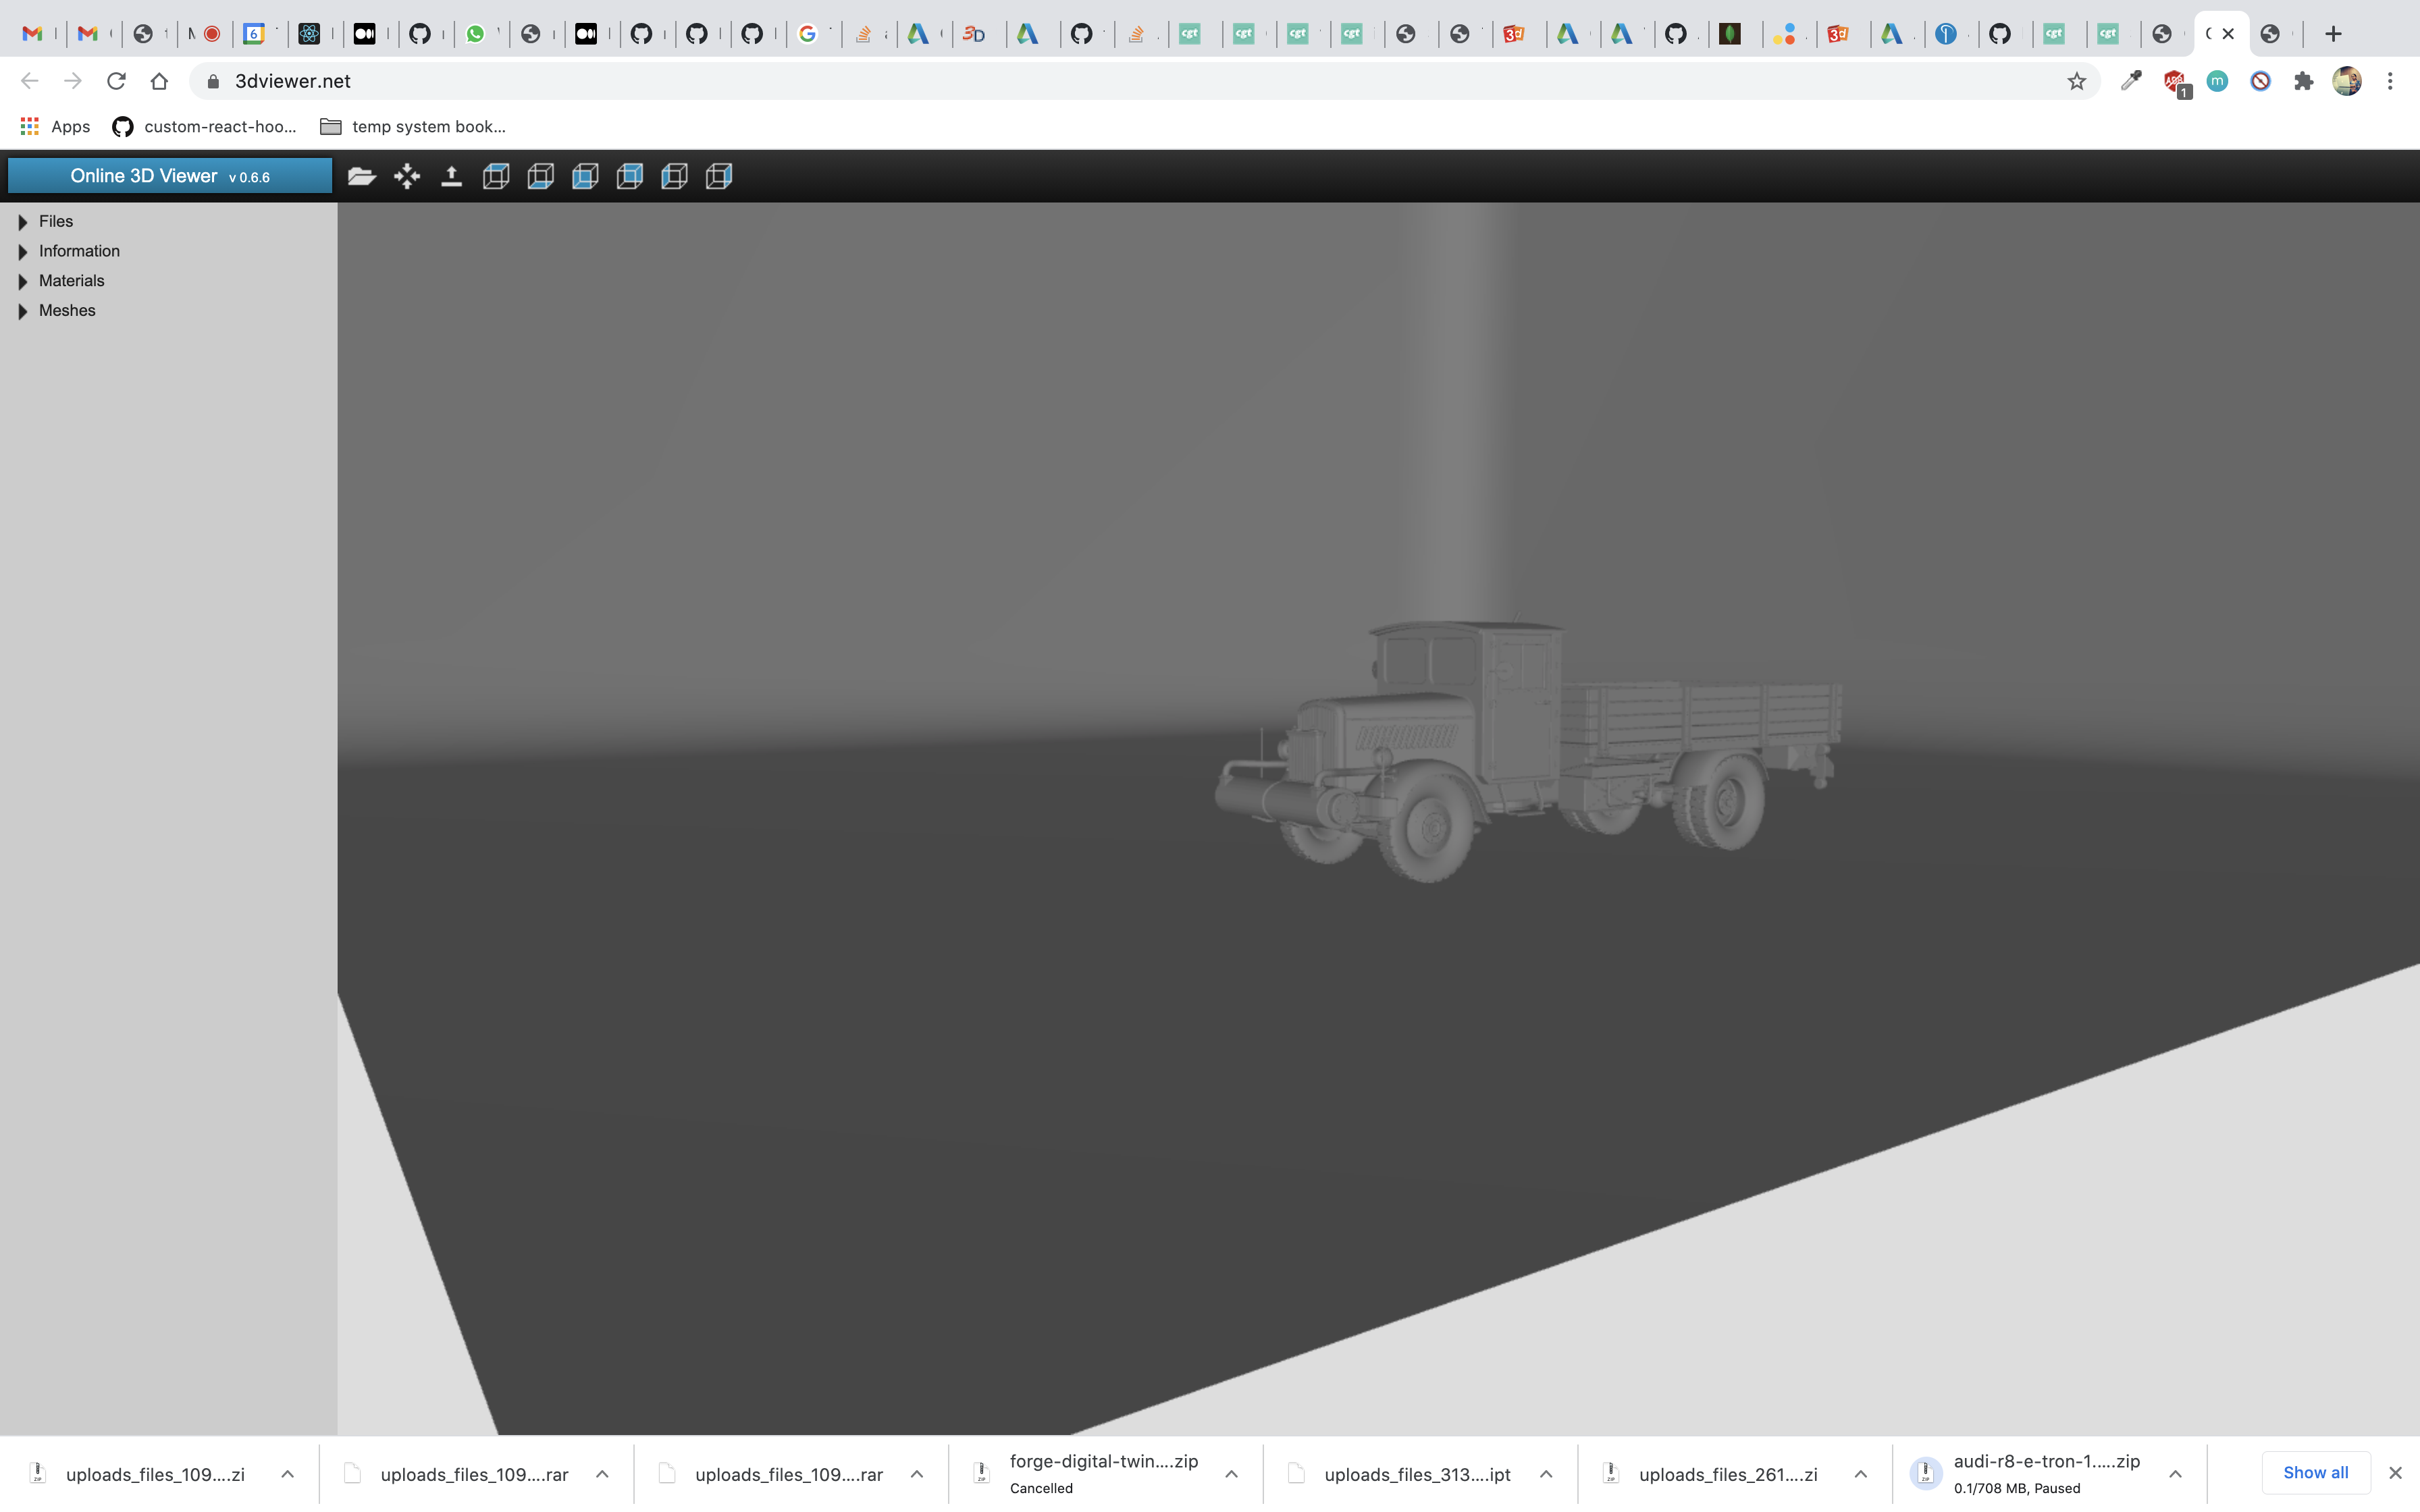 3dviewer.net
1
m
Apps
custom-react-hoo...
temp system book...
Online 3D Viewer v 0.6.6
Files
Information
Materials
Meshes
uploads_files_109....zi
uploads_files_109....rar
uploads_files_109....rar
forge-digital-twin....zip
Cancelled
uploads_files_313....ipt
uploads_files_261....zi
audi-r8-e-tron-1.....zip
0.1/708 MB, Paused
Show all